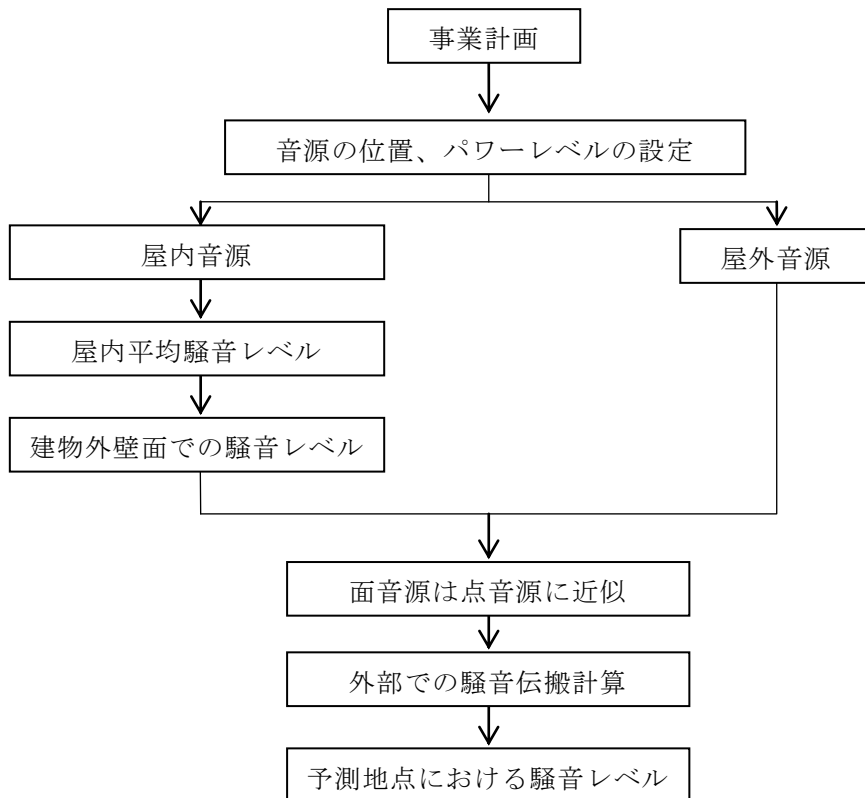 事業計画
音源の位置、パワーレベルの設定
屋内音源
屋外音源
屋内平均騒音レベル
建物外壁面での騒音レベル
面音源は点音源に近似
外部での騒音伝搬計算
予測地点における騒音レベル